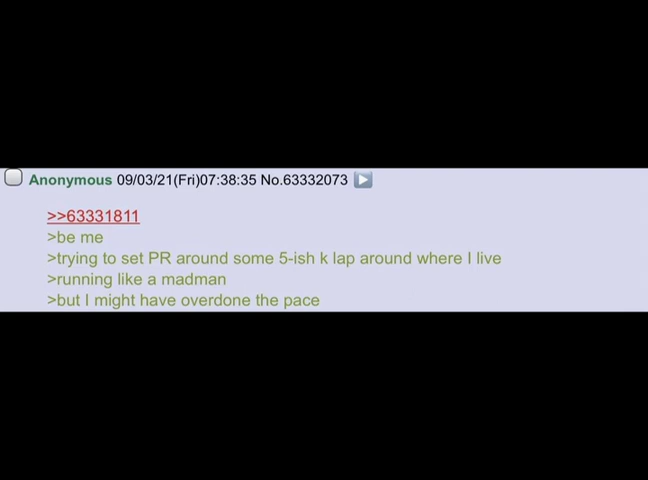 Anonymous 09/03/21(Fri)07:38:35 No.63332073
>>63331811
>be me
>trying to set PR around some 5-ish k lap around where I live
>running like a madman
>but I might have overdone the pace